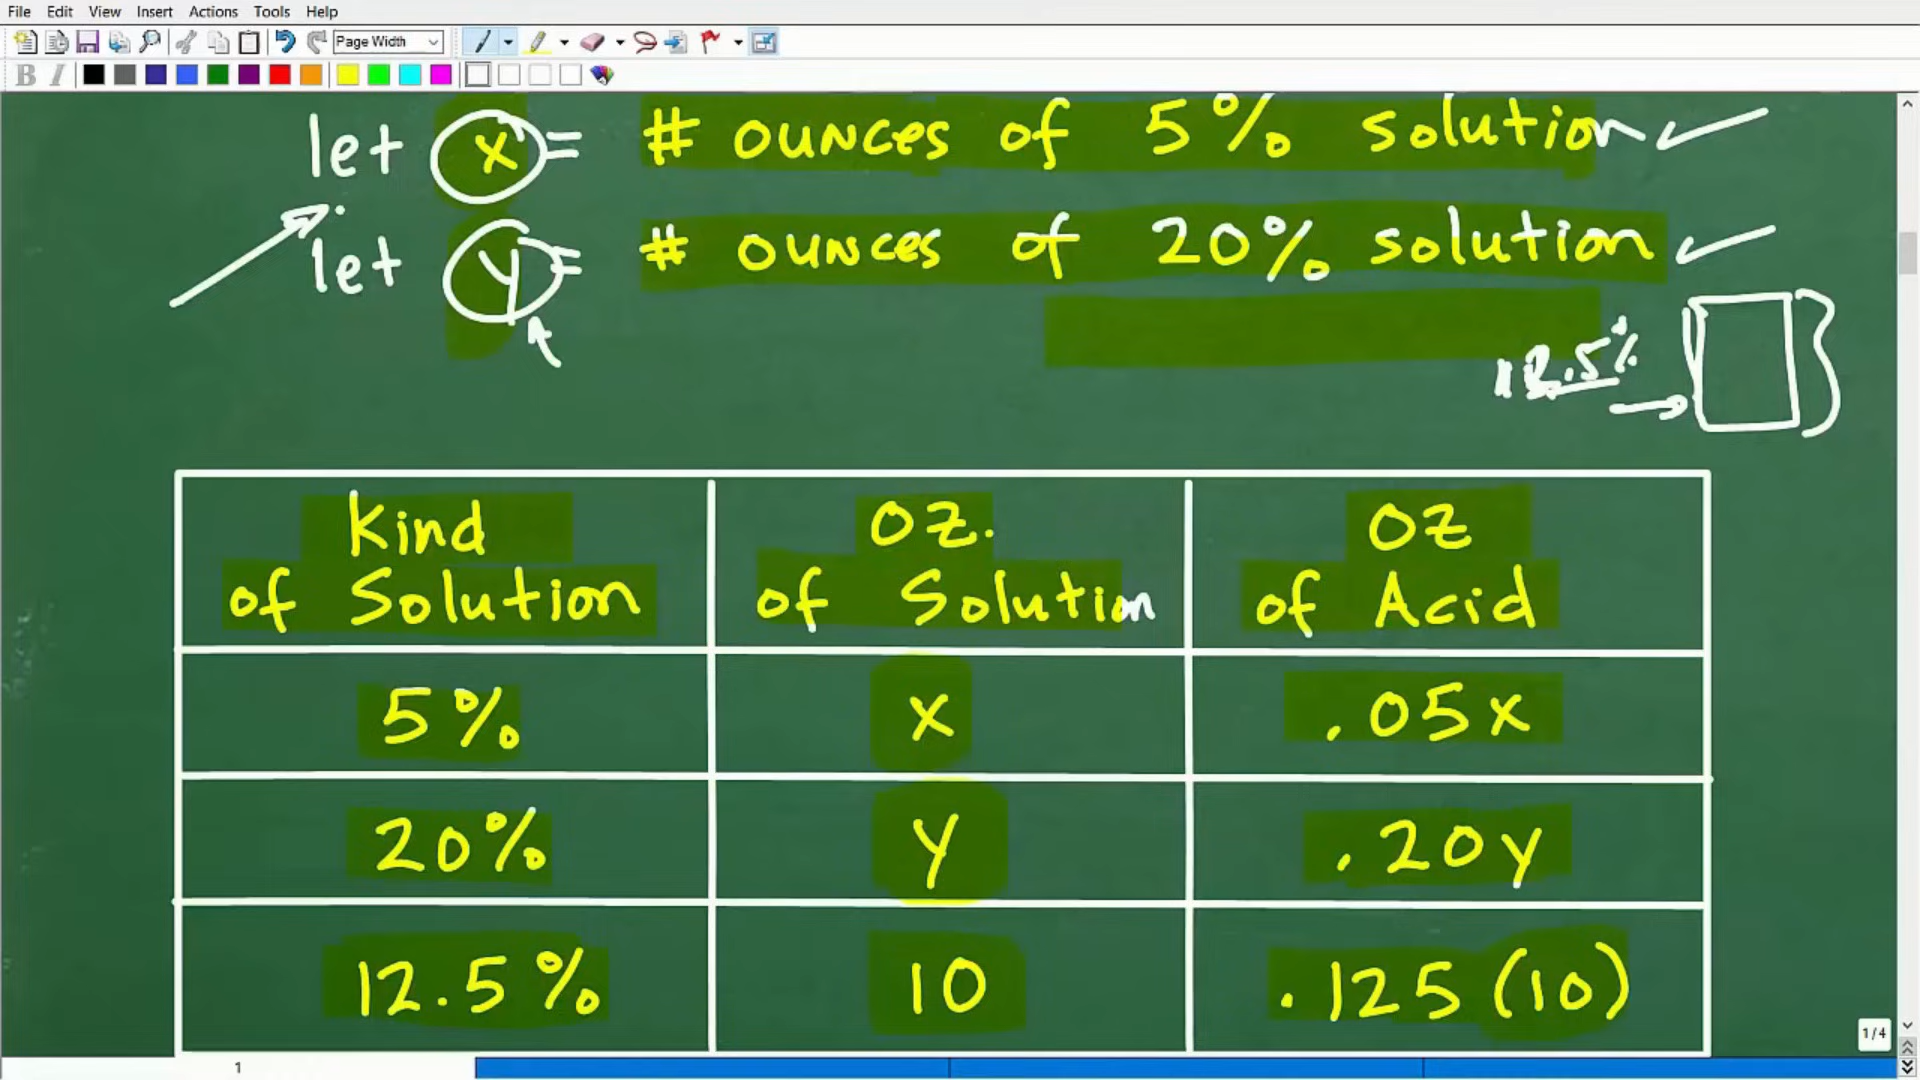 File Edit View Insert Actions Tools Help
Page Width
B I
let x = # ounces of 5% solution
let y = # ounces of 20% solution
12.5%
Kind of Solution
Oz. of Solution
Oz of Acid
5% x .05x
20% y .20y
12.5% 10 .125(10)
1/4
1